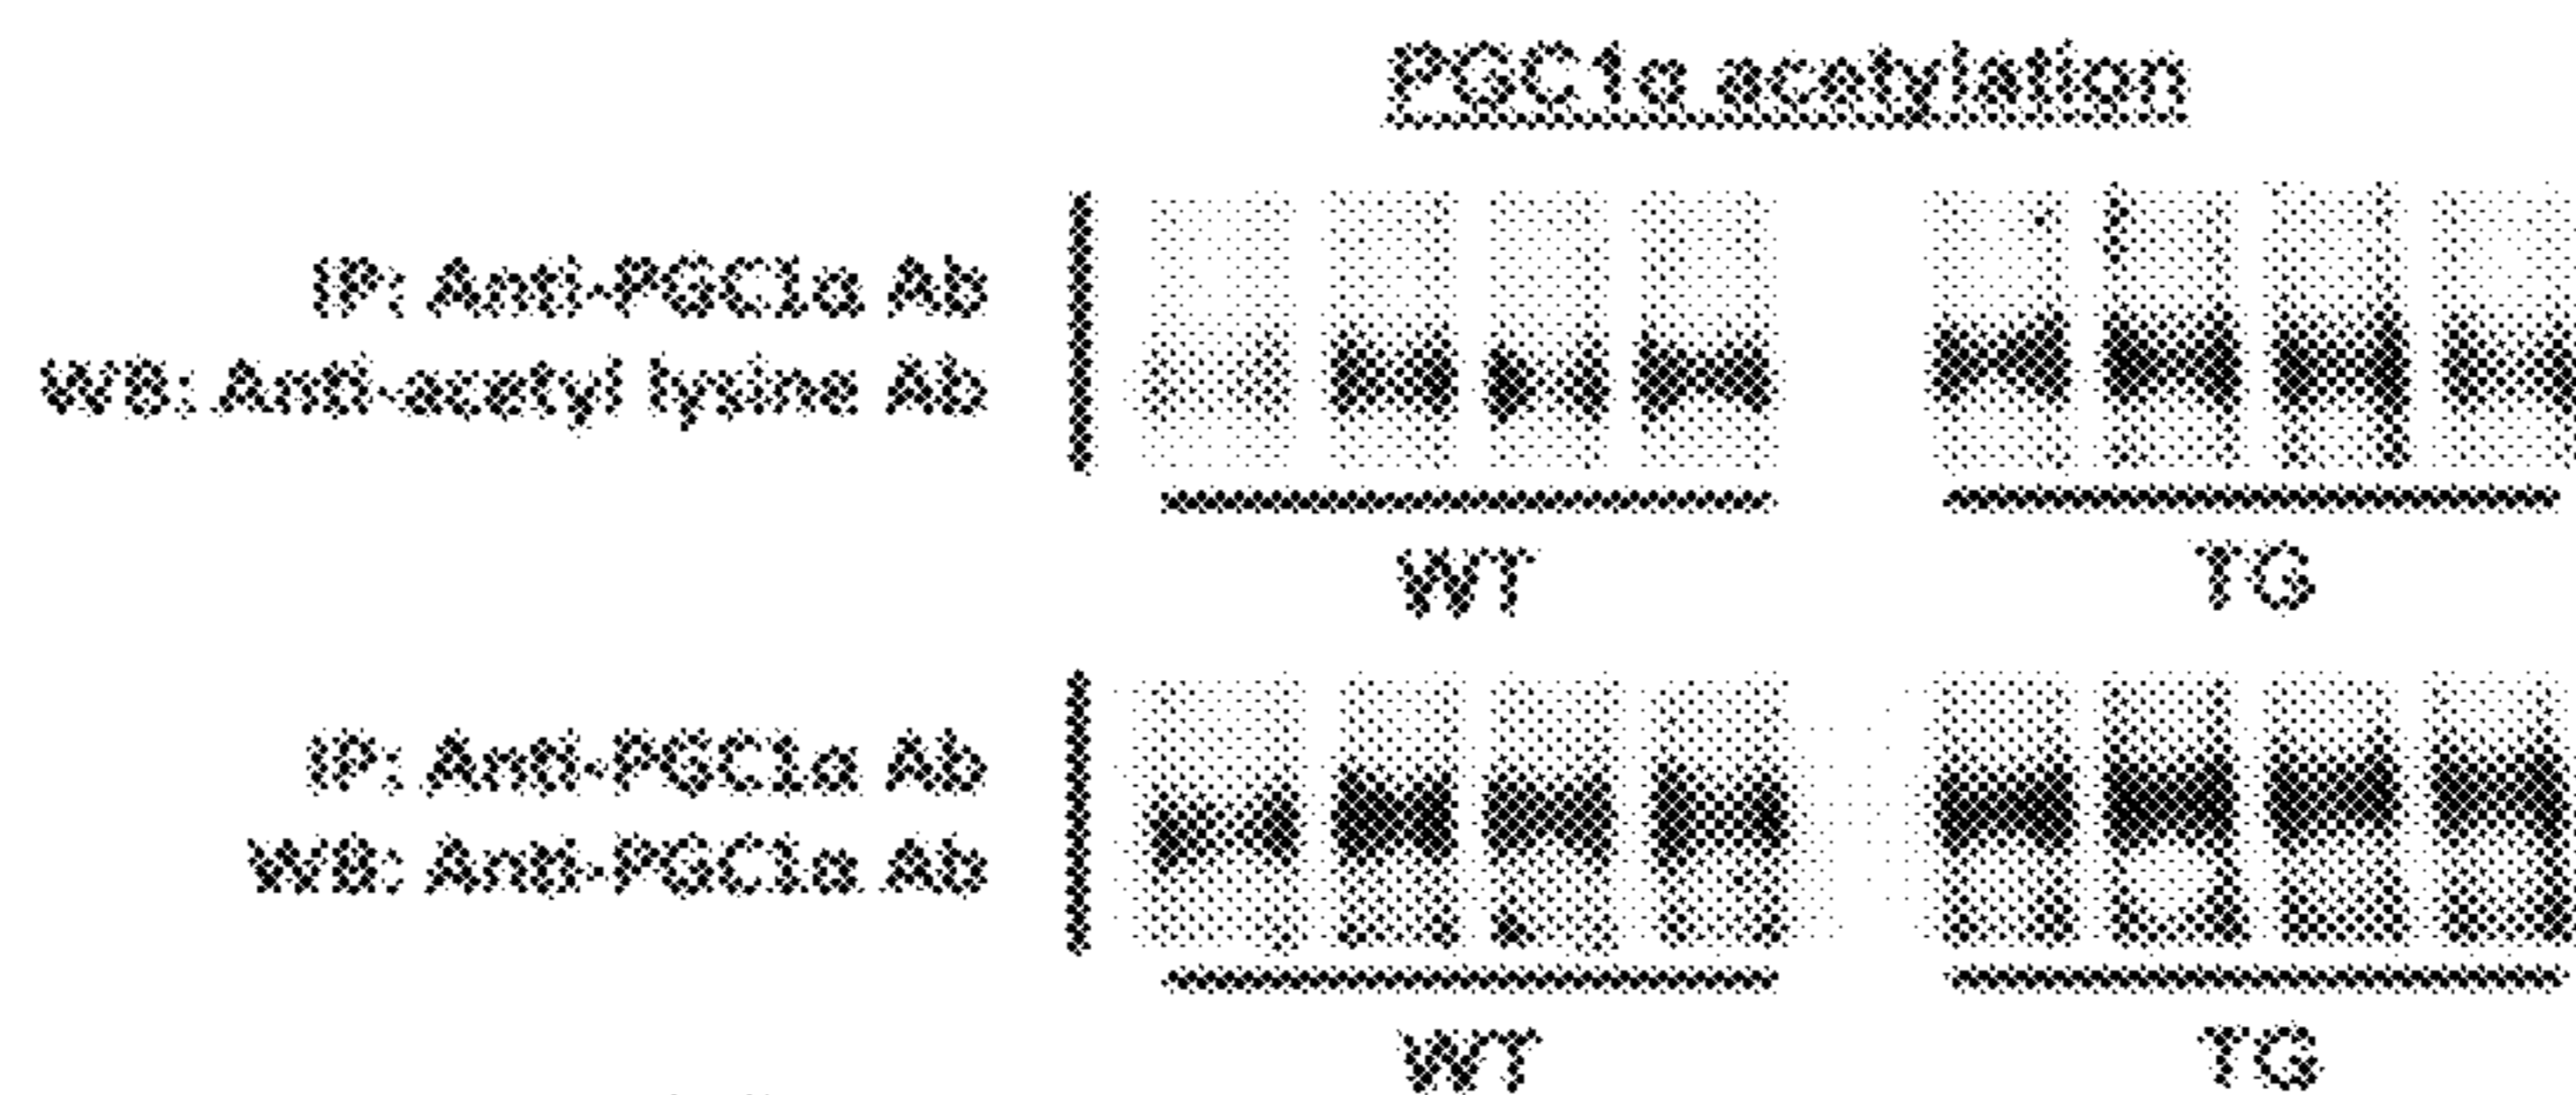 PGC1α acetylation
IP: Anti-PGC1α Ab
WB: Anti-acetyl lysine Ab
WT TG
IP: Anti-PGC1α Ab
WB: Anti-PGC1α Ab
WT TG